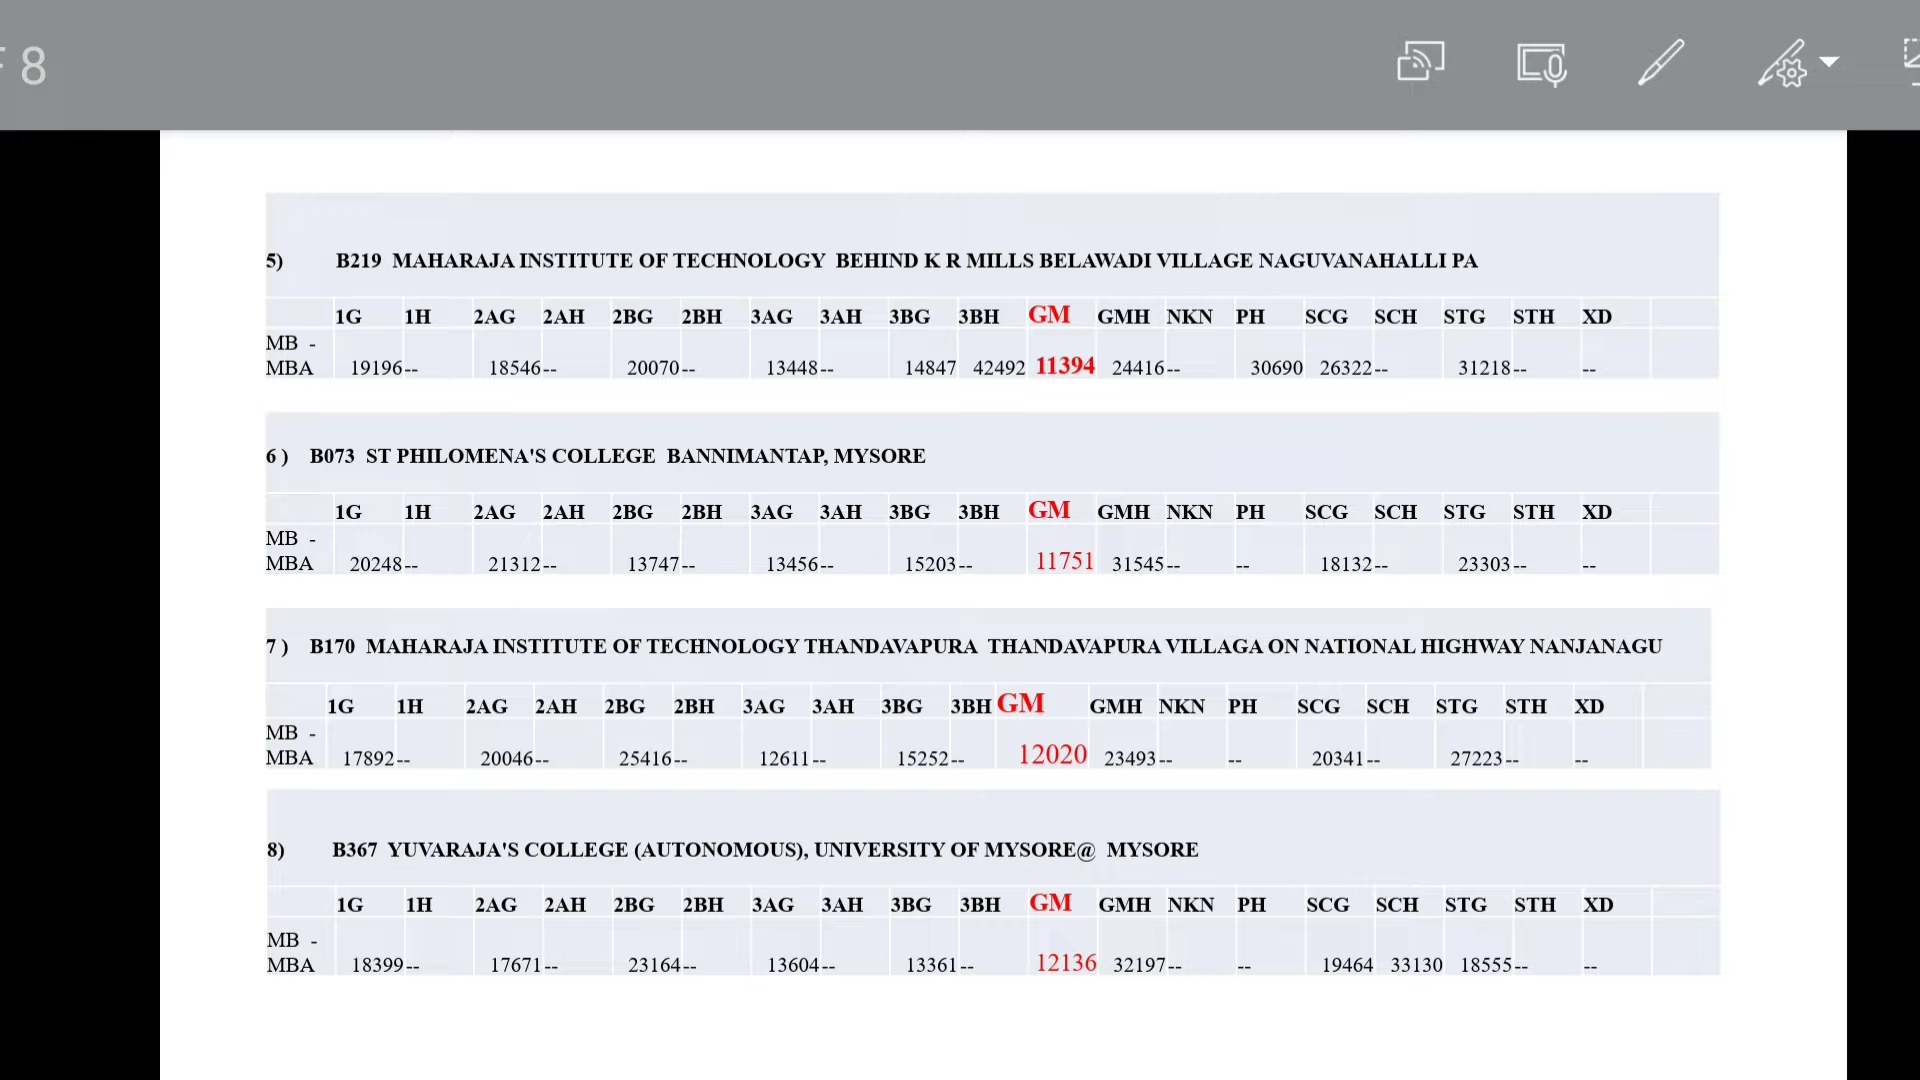 8
5) B219 MAHARAJA INSTITUTE OF TECHNOLOGY BEHIND K R MILLS BELAWADI VILLAGE NAGUVANAHALLI PA
1G 1H 2AG 2AH 2BG 2BH 3AG 3AH 3BG 3BH GM GMH NKN PH SCG SCH STG STH XD
MB -
MBA 19196 -- 18546 -- 20070 -- 13448 -- 14847 42492 11394 24416 -- 30690 26322 -- 31218 -- --
6 ) B073 ST PHILOMENA'S COLLEGE BANNIMANTAP, MYSORE
1G 1H 2AG 2AH 2BG 2BH 3AG 3AH 3BG 3BH GM GMH NKN PH SCG SCH STG STH XD
MB -
MBA 20248 -- 21312 -- 13747 -- 13456 -- 15203 -- 11751 31545 -- -- 18132 -- 23303 -- --
7 ) B170 MAHARAJA INSTITUTE OF TECHNOLOGY THANDAVAPURA THANDAVAPURA VILLAGA ON NATIONAL HIGHWAY NANJANAGU
1G 1H 2AG 2AH 2BG 2BH 3AG 3AH 3BG 3BH GM GMH NKN PH SCG SCH STG STH XD
MB -
MBA 17892 -- 20046 -- 25416 -- 12611 -- 15252 -- 12020 23493 -- -- 20341 -- 27223 -- --
8) B367 YUVARAJA'S COLLEGE (AUTONOMOUS), UNIVERSITY OF MYSORE@ MYSORE
1G 1H 2AG 2AH 2BG 2BH 3AG 3AH 3BG 3BH GM GMH NKN PH SCG SCH STG STH XD
MB -
MBA 18399 -- 17671 -- 23164 -- 13604 -- 13361 -- 12136 32197 -- -- 19464 33130 18555 -- --